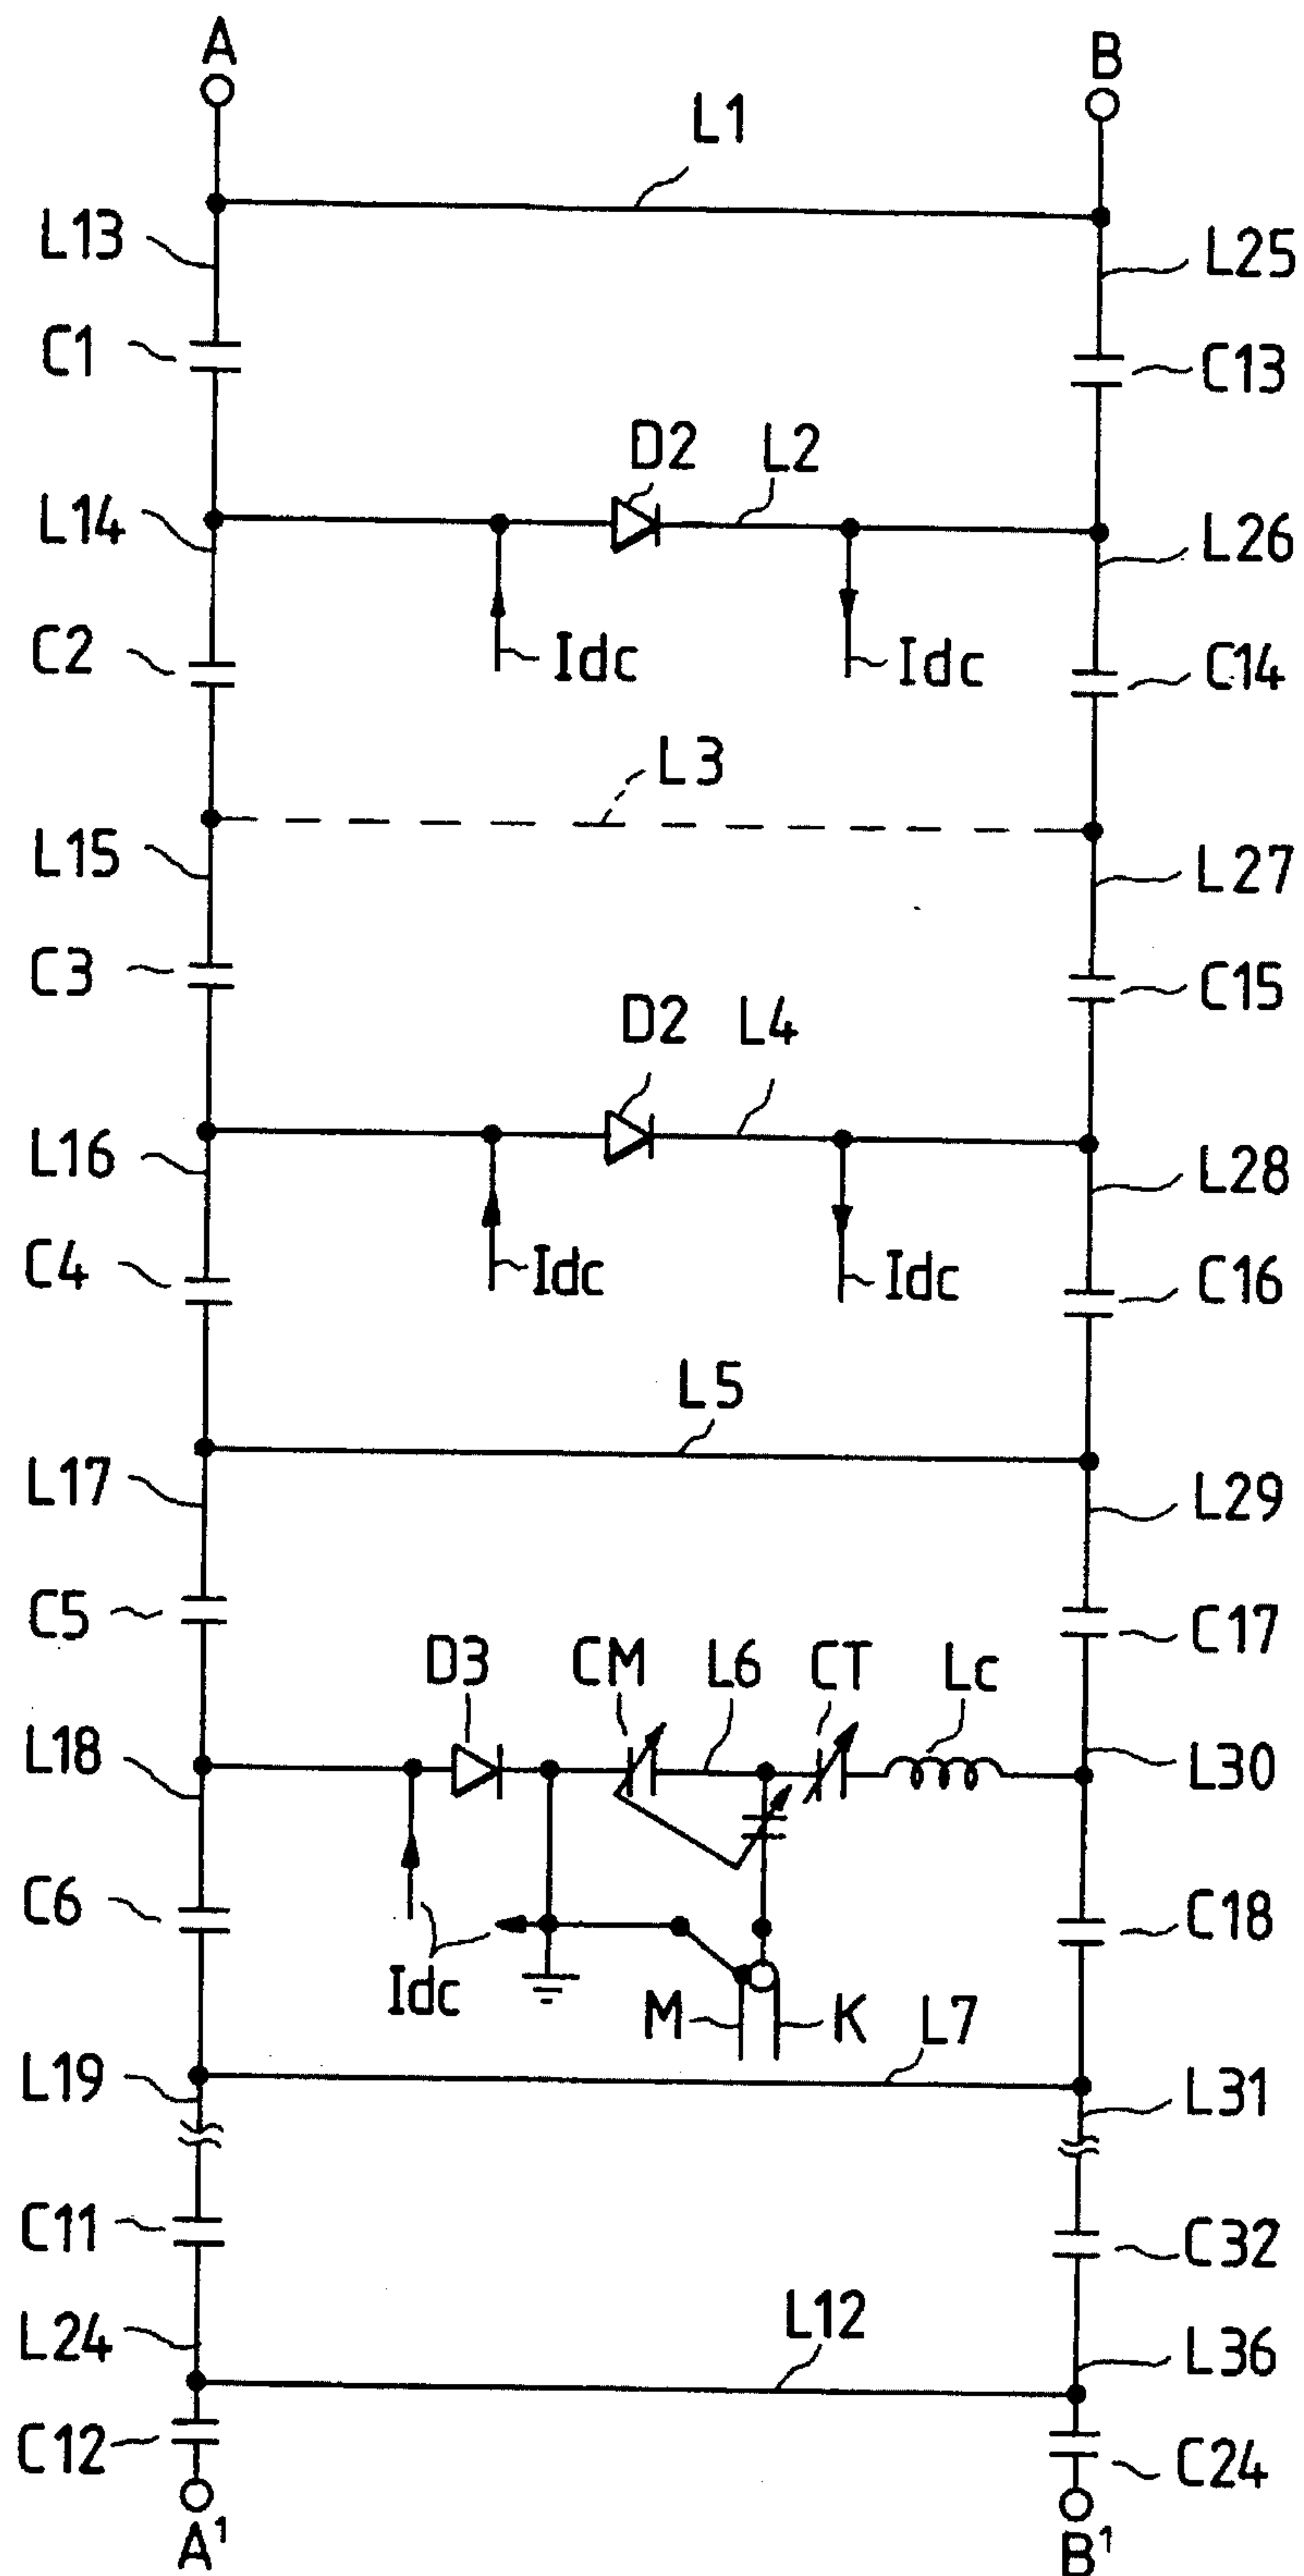 A
B
L1
L13
L25
C1
C13
D2
L2
L14
L26
Idc
Idc
C2
C14
L3
L15
L27
C3
C15
D2
L4
L16
L28
Idc
Idc
C4
C16
L5
L17
L29
C5
C17
D3
CM
L6
CT
Lc
L18
L30
C6
C18
Idc
M
K
L7
L19
L31
C11
C32
L12
L24
L36
C12
C24
A¹
B¹